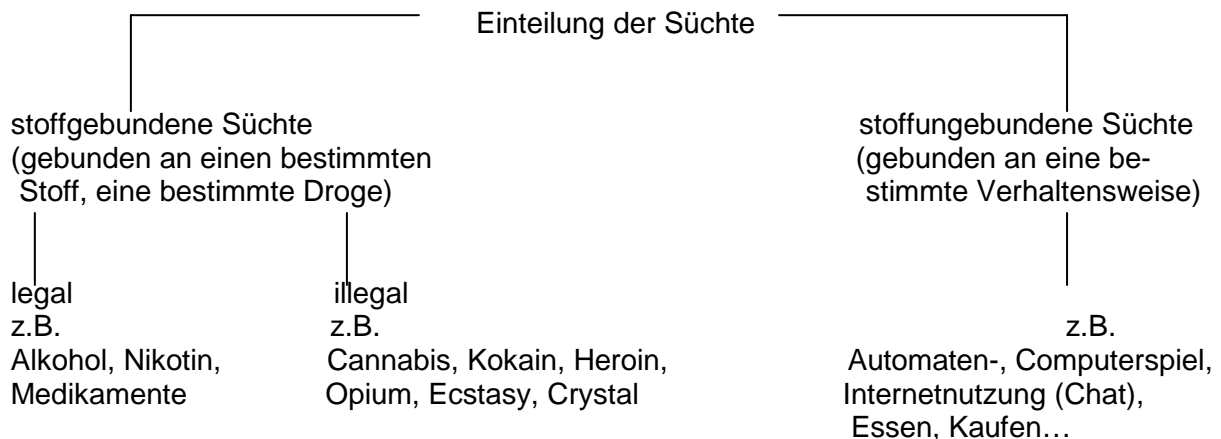 Einteilung der Süchte
stoffgebundene Süchte
(gebunden an einen bestimmten
Stoff, eine bestimmte Droge)
stoffungebundene Süchte
(gebunden an eine be-
stimmte Verhaltensweise)
legal
z.B.
Alkohol, Nikotin,
Medikamente
illegal
z.B.
Cannabis, Kokain, Heroin,
Opium, Ecstasy, Crystal
z.B.
Automaten-, Computerspiel,
Internetnutzung (Chat),
Essen, Kaufen…